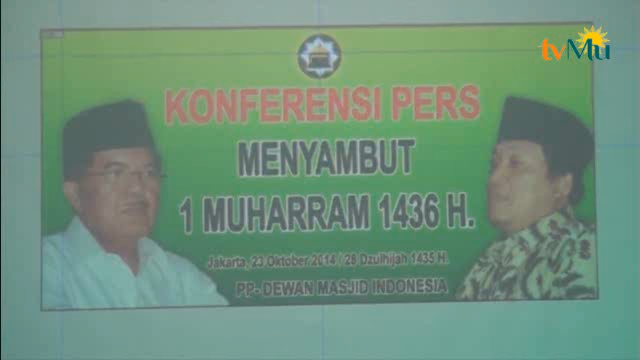 tvMu
KONFERENSI PERS
MENYAMBUT
1 MUHARRAM 1436 H.
Jakarta, 23 Oktober 2014 / 28 Dzulhijah 1435 H.
PP- DEWAN MASJID INDONESIA